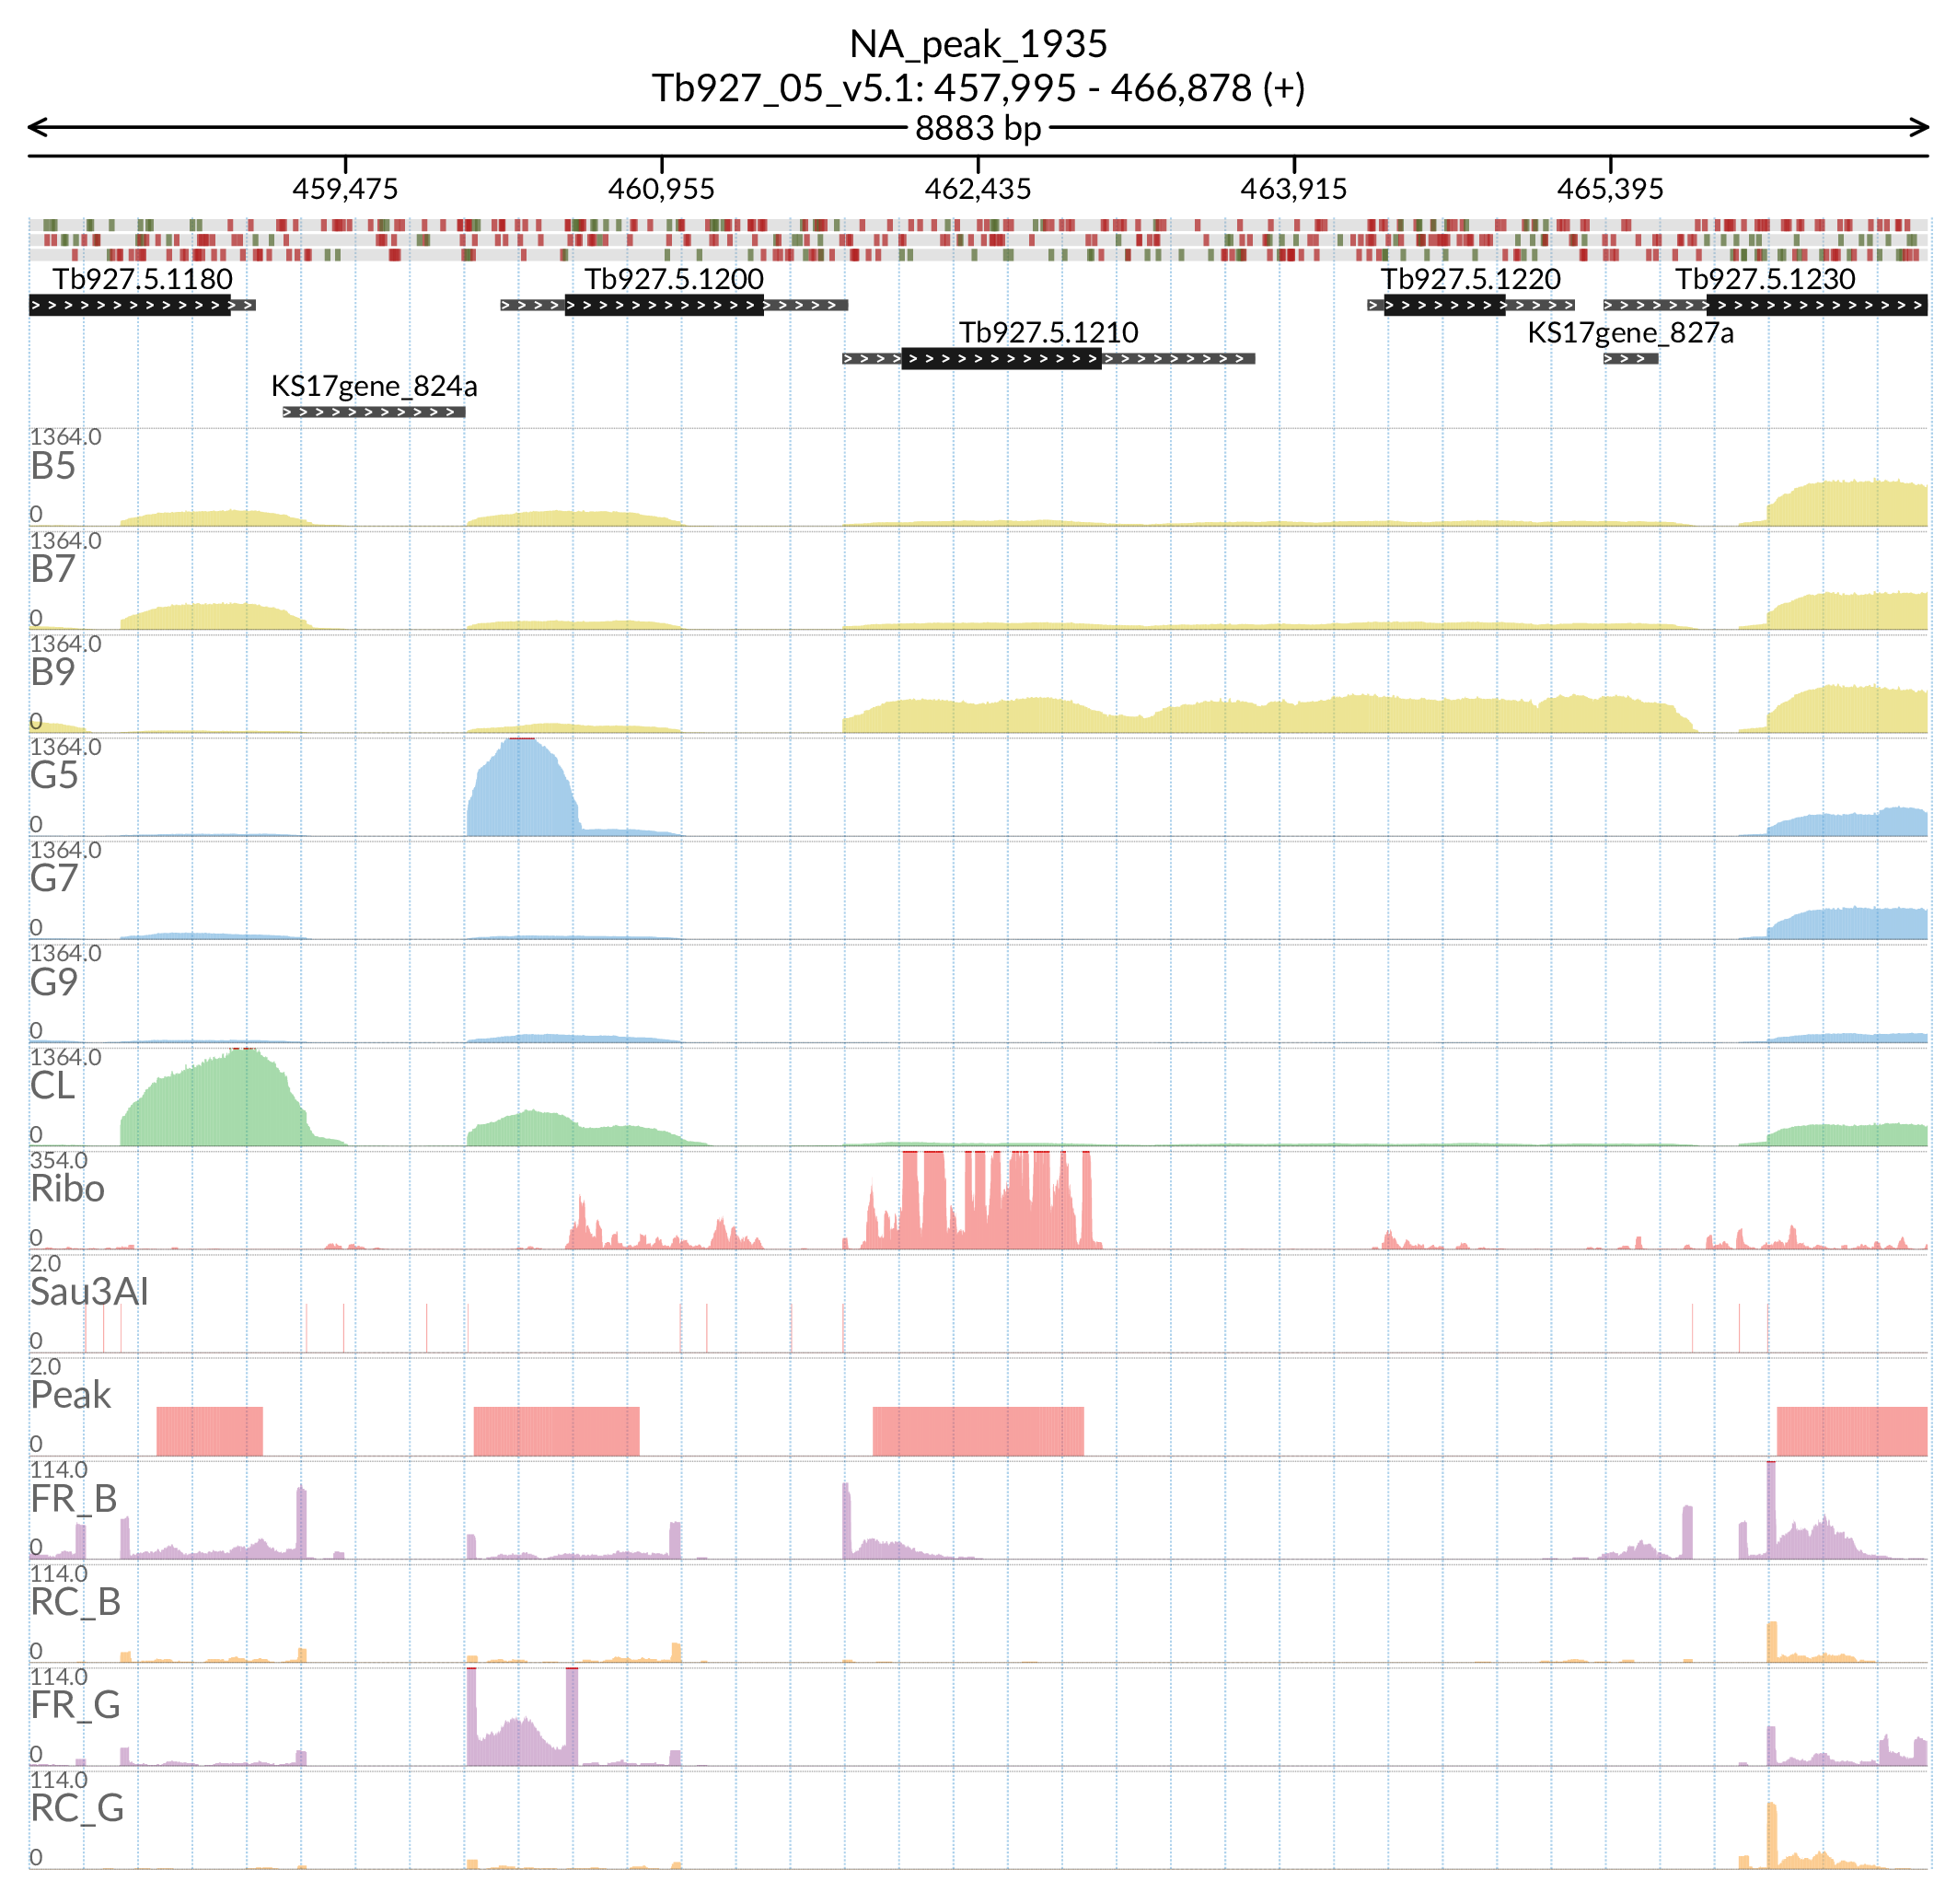 NA_peak_1935
Tb927_05_v5.1: 457,995 - 466,878 (+)
8883 bp
459,475 460,955 462,435 463,915 465,395
Tb927.5.1180 Tb927.5.1200 Tb927.5.1220 Tb927.5.1230
Tb927.5.1210 KS17gene_827a
KS17gene_824a
1364.0
B5
0
1364.0
B7
0
1364.0
B9
0
1364.0
G5
0
1364.0
G7
0
1364.0
G9
0
1364.0
CL
0
354.0
Ribo
0
2.0
Sau3AI
0
2.0
Peak
0
114.0
FR_B
0
114.0
RC_B
0
114.0
FR_G
0
114.0
RC_G
0